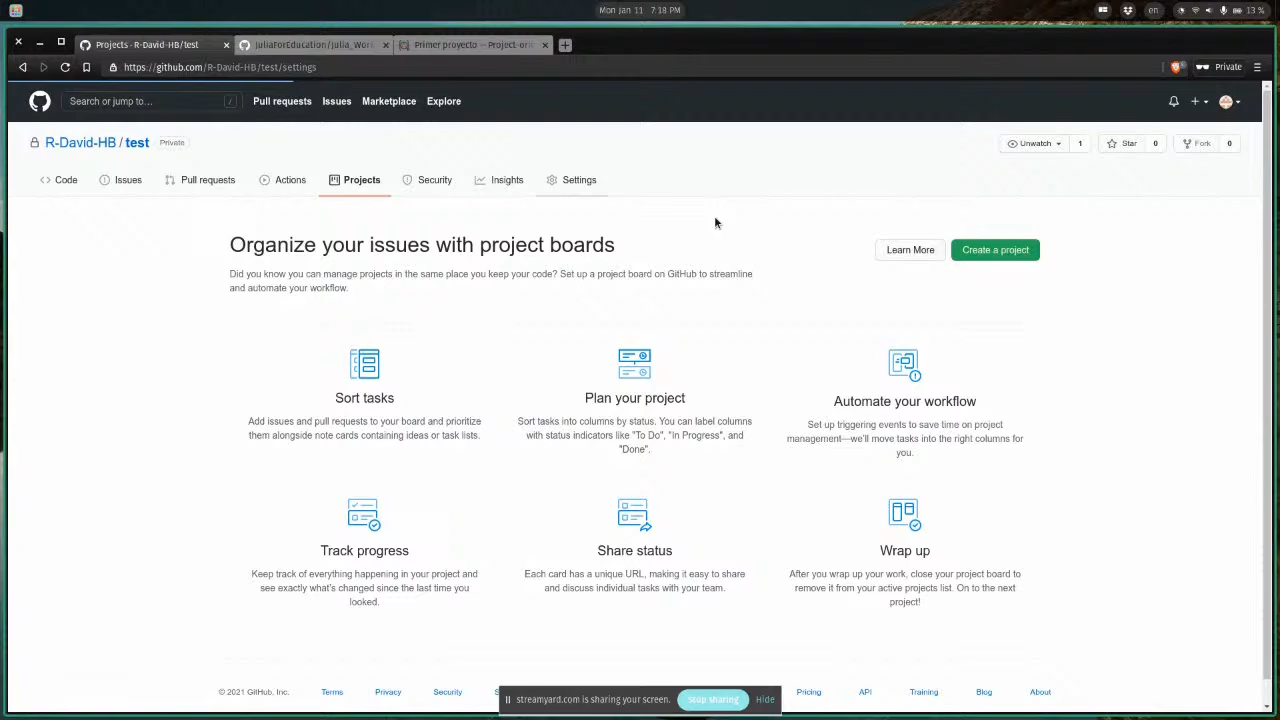 Mon Jan 11 7:18 PM
en
13 %
Projects · R-David-HB/test
JuliaForEducation/Julia_Work
Primer proyecto — Project-orie
https://github.com/R-David-HB/test/settings
Private
Search or jump to…
/
Pull requests
Issues
Marketplace
Explore
R-David-HB / test
Private
Unwatch
1
Star
0
Fork
0
Code
Issues
Pull requests
Actions
Projects
Security
Insights
Settings
Organize your issues with project boards
Learn More
Create a project
Did you know you can manage projects in the same place you keep your code? Set up a project board on GitHub to streamline
and automate your workflow.
Sort tasks
Add issues and pull requests to your board and prioritize
them alongside note cards containing ideas or task lists.
Plan your project
Sort tasks into columns by status. You can label columns
with status indicators like "To Do", "In Progress", and
"Done".
Automate your workflow
Set up triggering events to save time on project
management—we'll move tasks into the right columns for
you.
Track progress
Keep track of everything happening in your project and
see exactly what's changed since the last time you
looked.
Share status
Each card has a unique URL, making it easy to share
and discuss individual tasks with your team.
Wrap up
After you wrap up your work, close your project board to
remove it from your active projects list. On to the next
project!
© 2021 GitHub, Inc.
Terms
Privacy
Security
Pricing
API
Training
Blog
About
streamyard.com is sharing your screen.
Stop sharing
Hide